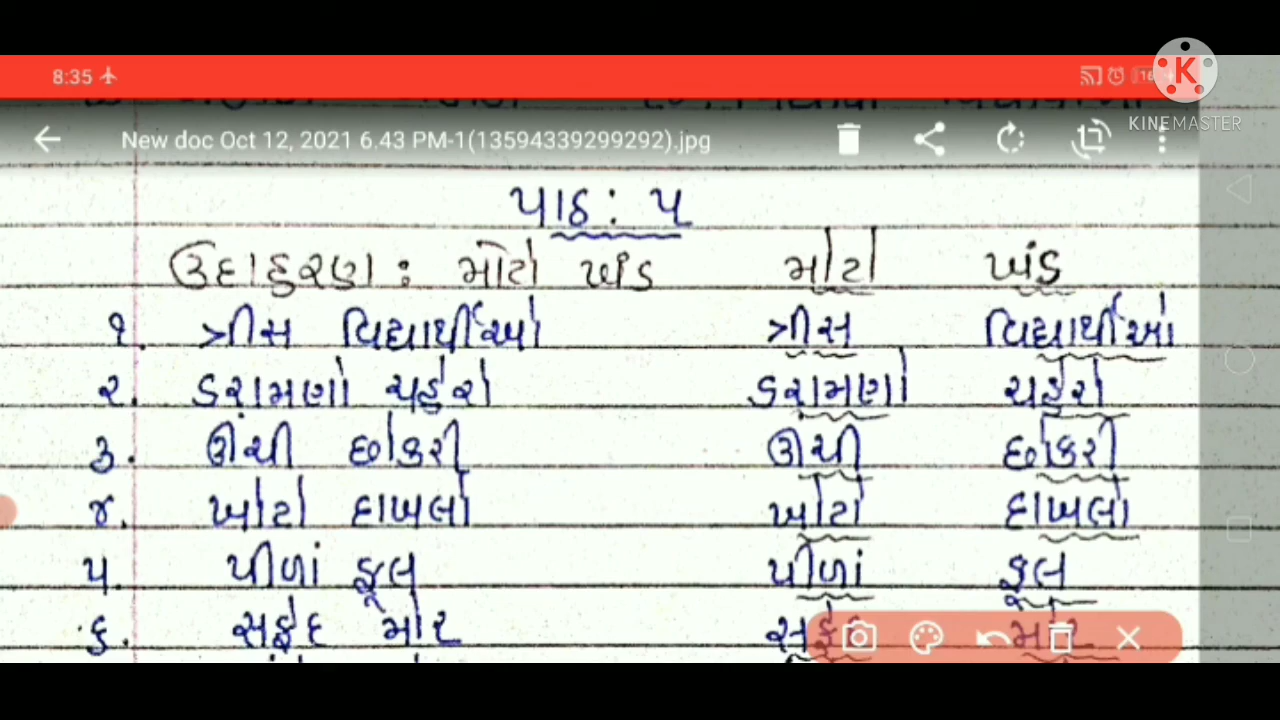 8:35
KINEMASTER
New doc Oct 12, 2021 6.43 PM-1(13594339299292).jpg
પાઠ : ૫
ઉદાહરણ : મોટો ખંડ મોટો ખંડ
૧. ત્રીસ વિદ્યાર્થીઓ ત્રીસ વિદ્યાર્થીઓ
૨. ડરામણો ચહેરો ડરામણો ચહેરો
૩. ઊંચી છોકરી ઊંચી છોકરી
૪. ખોટો દાખલો ખોટો દાખલો
૫. પીળાં ફૂલ પીળાં ફૂલ
૬. સફેદ મોર સફેદ મોર